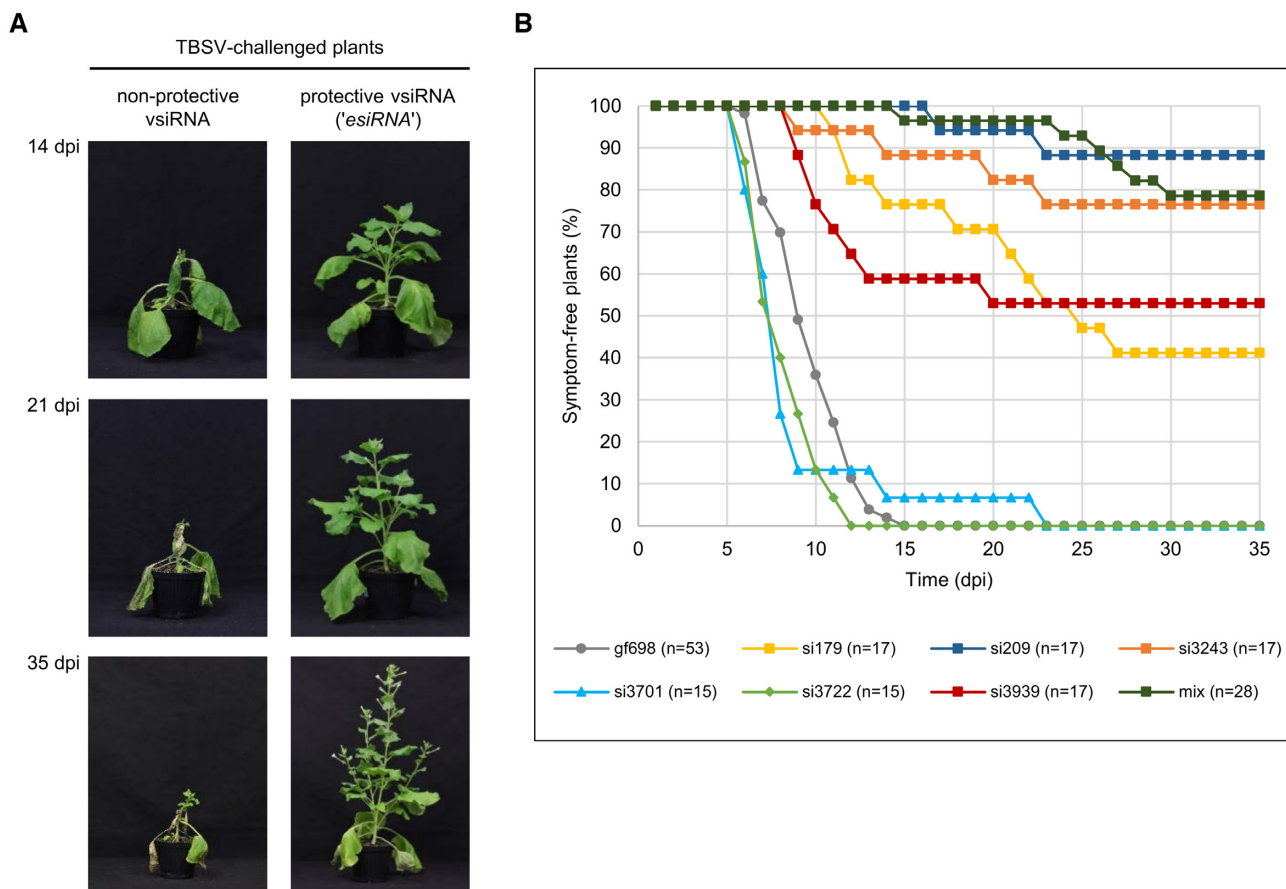 A
TBSV-challenged plants
non-protective
vsiRNA
protective vsiRNA
('esiRNA')
14 dpi
21 dpi
35 dpi
B
Symptom-free plants (%)
100
90
80
70
60
50
40
30
20
10
0
0 5 10 15 20 25 30 35
Time (dpi)
gf698 (n=53) si179 (n=17) si209 (n=17) si3243 (n=17)
si3701 (n=15) si3722 (n=15) si3939 (n=17) mix (n=28)